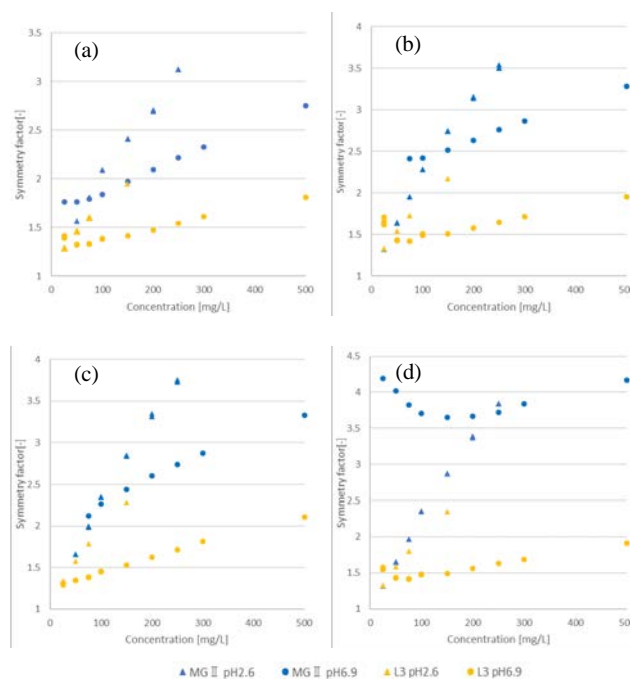 (a)
3.5
3
2.5
2
1.5
1
Symmetry factor[-]
0 100 200 300 400 500
Concentration [mg/L]
(b)
4
3.5
3
2.5
2
1.5
1
Symmetry factor[-]
0 100 200 300 400 500
Concentration [mg/L]
(c)
4
3.5
3
2.5
2
1.5
1
Symmetry factor[-]
0 100 200 300 400 500
Concentration [mg/L]
(d)
4.5
4
3.5
3
2.5
2
1.5
1
Symmetry factor[-]
0 100 200 300 400 500
Concentration [mg/L]
▲ MG Ⅱ pH2.6 ● MG Ⅱ pH6.9 ▲ L3 pH2.6 ● L3 pH6.9